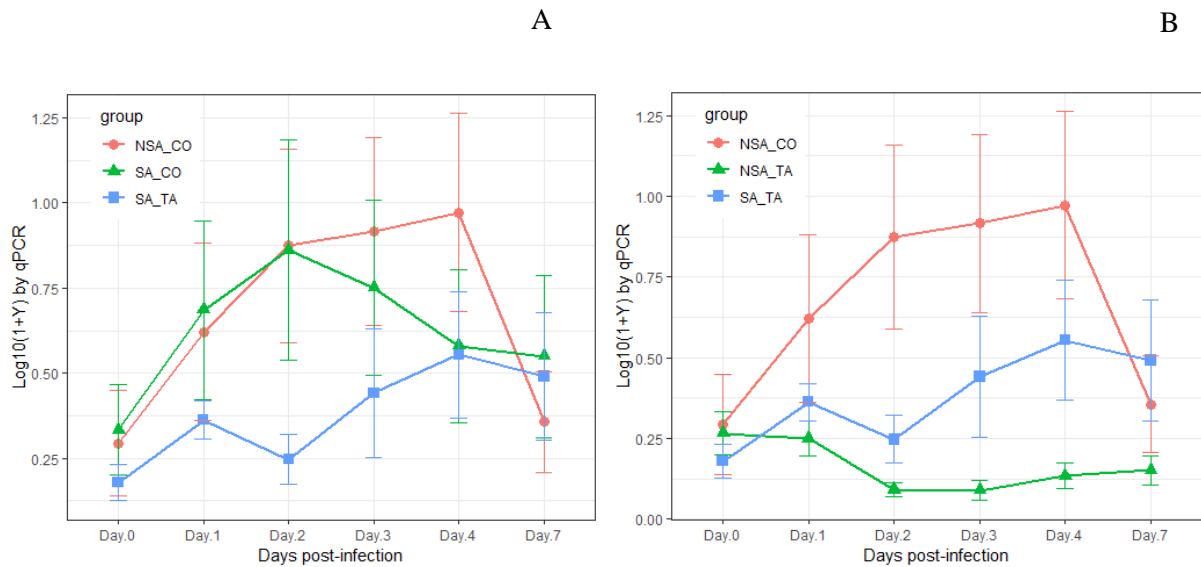 A
B
group
NSA_CO
SA_CO
SA_TA
Log10(1+Y) by qPCR
1.25
1.00
0.75
0.50
0.25
Day.0 Day.1 Day.2 Day.3 Day.4 Day.7
Days post-infection
group
NSA_CO
NSA_TA
SA_TA
Log10(1+Y) by qPCR
1.25
1.00
0.75
0.50
0.25
0.00
Day.0 Day.1 Day.2 Day.3 Day.4 Day.7
Days post-infection